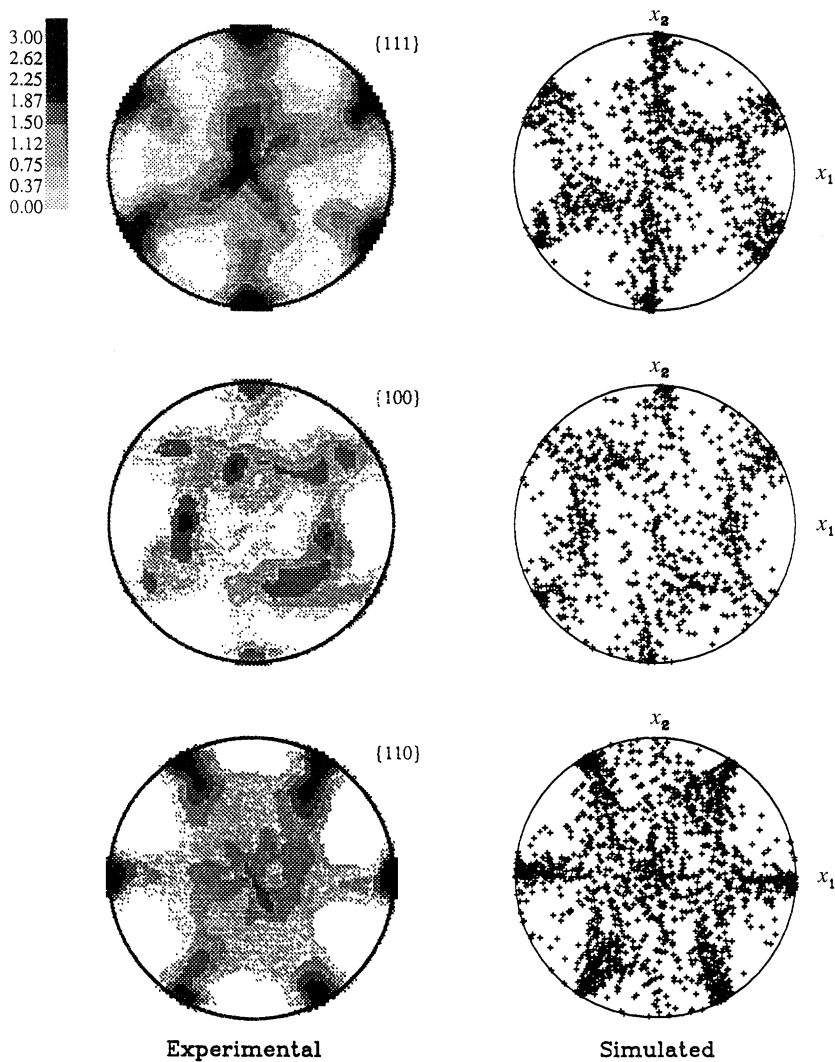 3.00
2.62
2.25
1.87
1.50
1.12
0.75
0.37
0.00
{111}
x2
x1
{100}
x2
x1
{110}
x2
x1
Experimental
Simulated